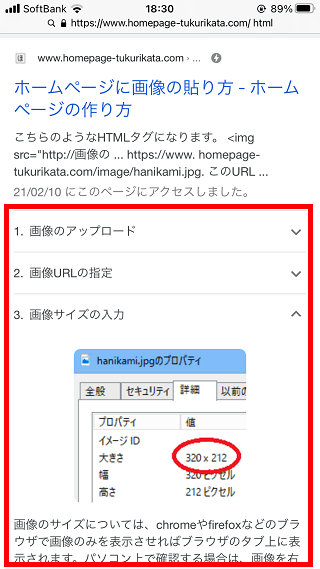 SoftBank 18:30 89%
https://www.homepage-tukurikata.com/ html
www.homepage-tukurikata.com › ...
ホームページに画像の貼り方 - ホーム
ページの作り方
こちらのようなHTMLタグになります。 <img
src="http://画像の ... https://www. homepage-
tukurikata.com/image/hanikami.jpg. このURL ...
21/02/10 にこのページにアクセスしました。
1. 画像のアップロード
2. 画像URLの指定
3. 画像サイズの入力
hanikami.jpgのプロパティ
全般 セキュリティ 詳細 以前の
プロパティ 値
イメージ ID
大きさ 320 x 212
幅 320 ピクセル
高さ 212 ピクセル
画像のサイズについては、chromeやfirefoxなどのブラ
ウザで画像のみを表示させればブラウザのタブ上に表
示されます。パソコン上で確認する場合は、画像を右